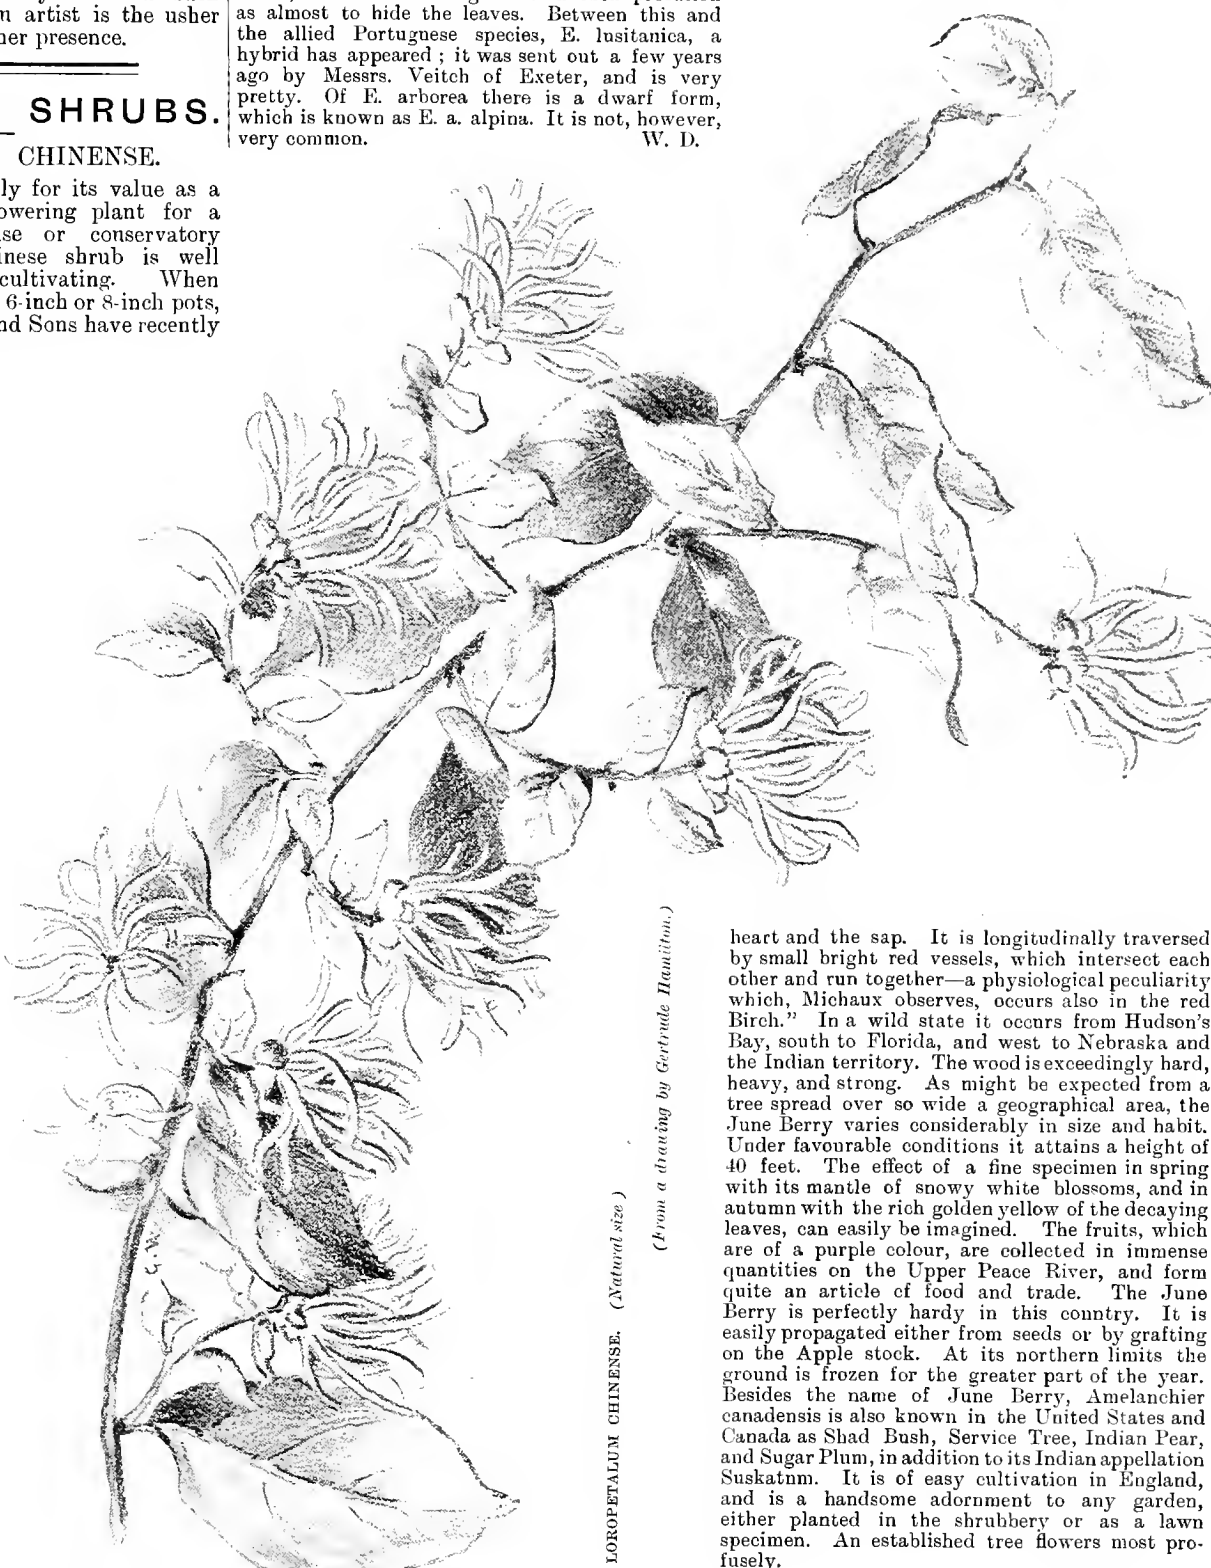 n artist is the usher
her presence.
SHRUBS.
CHINENSE.
ly for its value as a
owering plant for a
se or conservatory
inese shrub is well
cultivating. When
6-inch or 8-inch pots,
nd Sons have recently
as almost to hide the leaves. Between this and
the allied Portuguese species, E. lusitanica, a
hybrid has appeared ; it was sent out a few years
ago by Messrs. Veitch of Exeter, and is very
pretty. Of E. arborea there is a dwarf form,
which is known as E. a. alpina. It is not, however,
very common. W. D.
LOROPETALUM CHINENSE. (Natural size )
(From a drawing by Gertrude Hamilton.)
heart and the sap. It is longitudinally traversed
by small bright red vessels, which intersect each
other and run together—a physiological peculiarity
which, Michaux observes, occurs also in the red
Birch.” In a wild state it occurs from Hudson's
Bay, south to Florida, and west to Nebraska and
the Indian territory. The wood is exceedingly hard,
heavy, and strong. As might be expected from a
tree spread over so wide a geographical area, the
June Berry varies considerably in size and habit.
Under favourable conditions it attains a height of
40 feet. The effect of a fine specimen in spring
with its mantle of snowy white blossoms, and in
autumn with the rich golden yellow of the decaying
leaves, can easily be imagined. The fruits, which
are of a purple colour, are collected in immense
quantities on the Upper Peace River, and form
quite an article of food and trade. The June
Berry is perfectly hardy in this country. It is
easily propagated either from seeds or by grafting
on the Apple stock. At its northern limits the
ground is frozen for the greater part of the year.
Besides the name of June Berry, Amelanchier
canadensis is also known in the United States and
Canada as Shad Bush, Service Tree, Indian Pear,
and Sugar Plum, in addition to its Indian appellation
Suskatnm. It is of easy cultivation in England,
and is a handsome adornment to any garden,
either planted in the shrubbery or as a lawn
specimen. An established tree flowers most pro-
fusely.